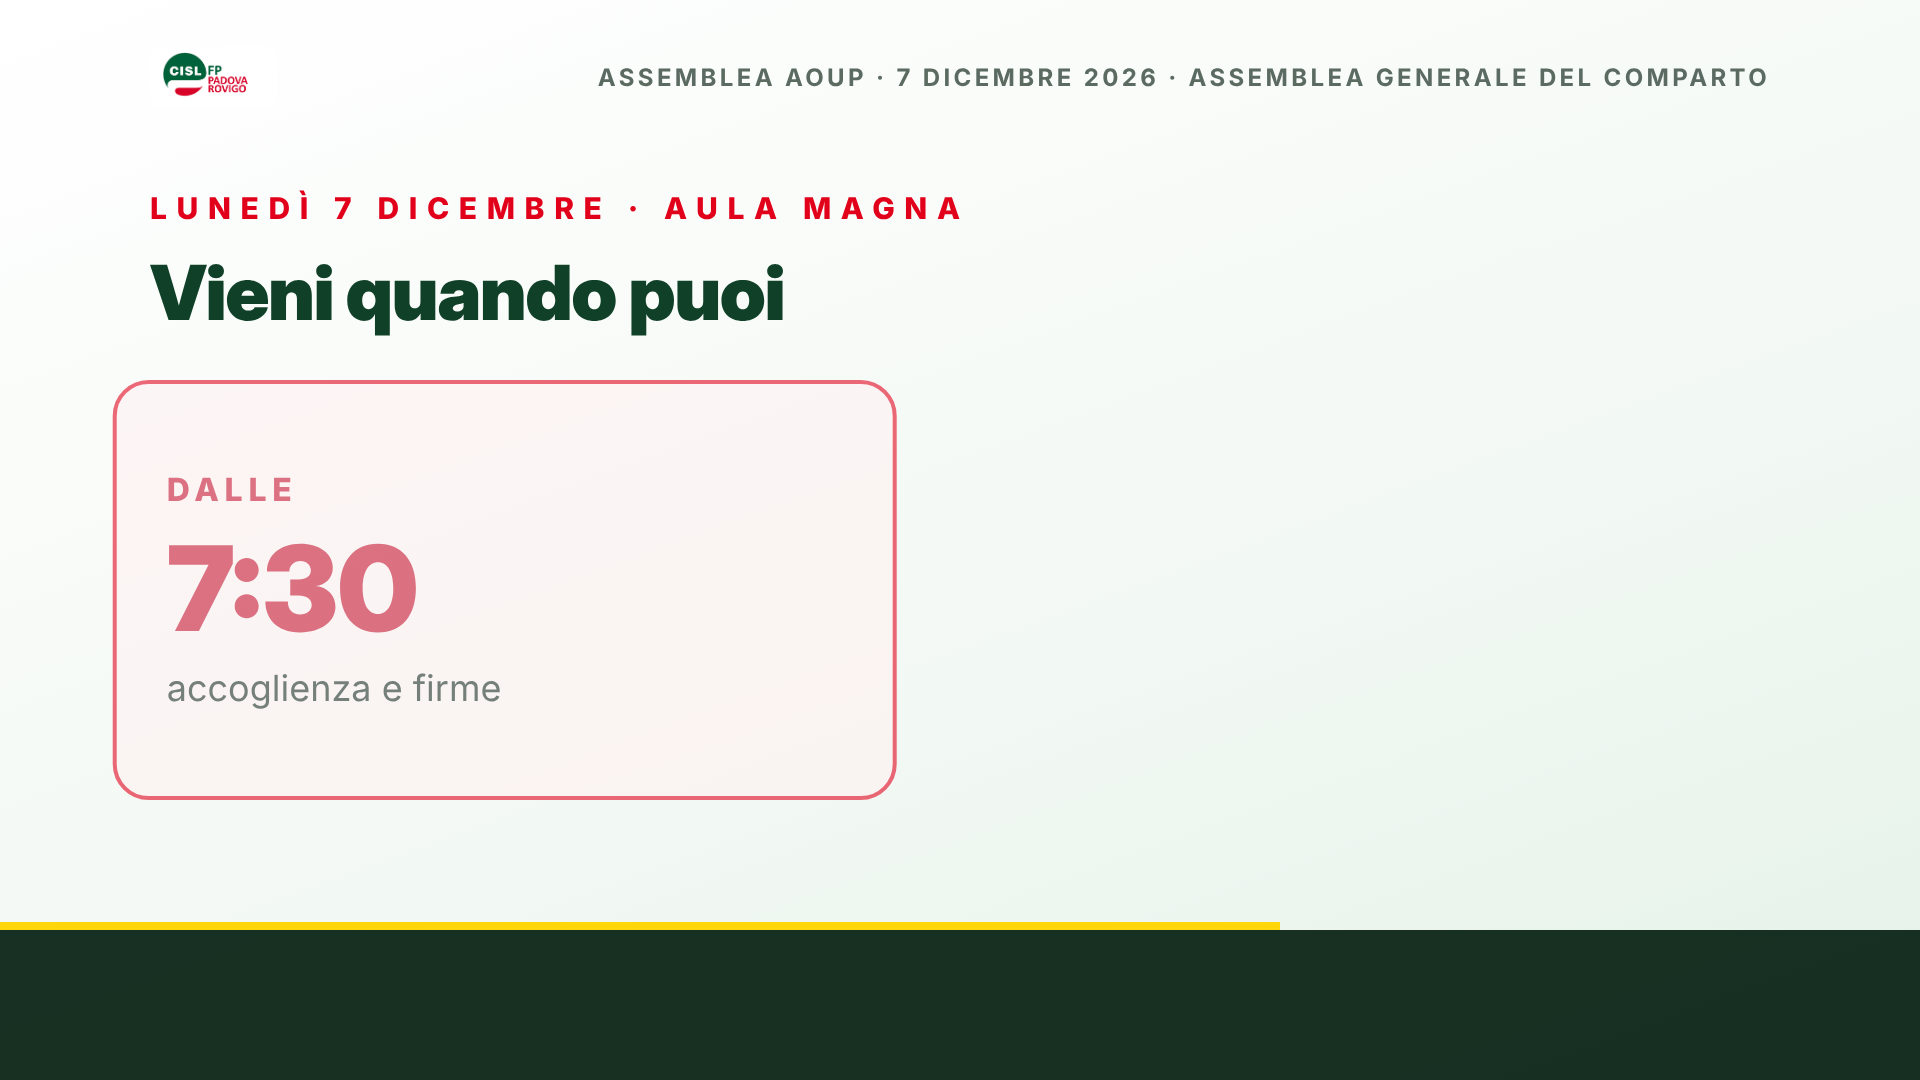 CISL FP
PADOVA
ROVIGO
ASSEMBLEA AOUP · 7 DICEMBRE 2026 · ASSEMBLEA GENERALE DEL COMPARTO
LUNEDÌ 7 DICEMBRE · AULA MAGNA
Vieni quando puoi
DALLE
7:30
accoglienza e firme